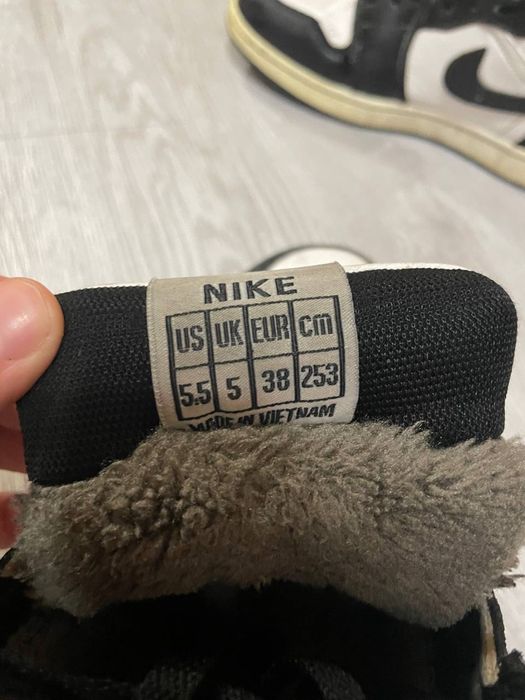 NIKE
US UK EUR cm
5.5 5 38 253
MADE IN VIETNAM